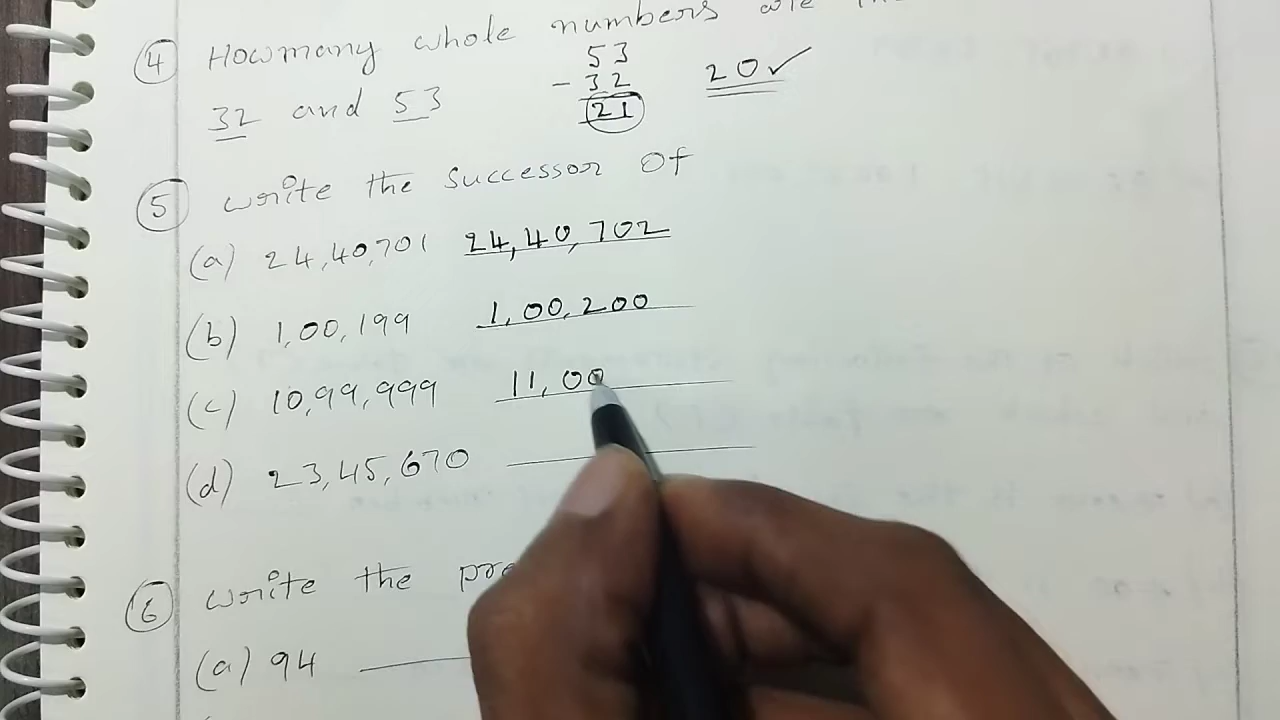 ④ Howmany whole numbers are
53
32 and 53 - 32 20✓
21
⑤ write the successor of
(a) 24,40,701 24,40,702
(b) 1,00,199 1,00,200
(c) 10,99,999 11,00
(d) 23,45,670
⑥ write the
(a) 94